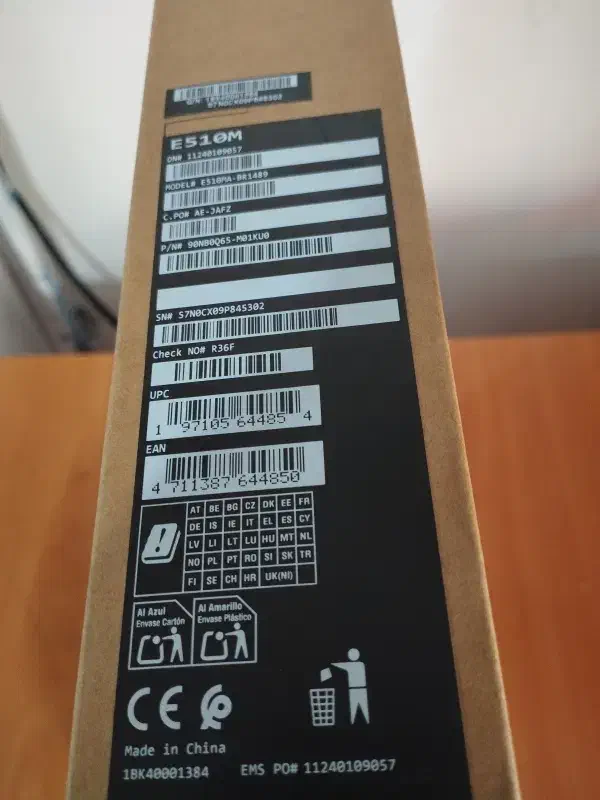 S7N0CX09P845302
E510M
DN# 11240109057
MODEL# E510MA-BR1489
C.PO# AE-JAFZ
P/N# 90NB0Q65-M01KU0
SN# S7N0CX09P845302
Check NO# R36F
UPC
1 97105 64485 4
EAN
4 711387 644850
AT BE BG CZ DK EE FR
DE IS IE IT EL ES CY
LV LI LT LU HU MT NL
NO PL PT RO SI SK TR
FI SE CH HR UK(NI)
Al Azul
Envase Cartón
Al Amarillo
Envase Plástico
CE
Made in China
1BK40001384 EMS PO# 11240109057